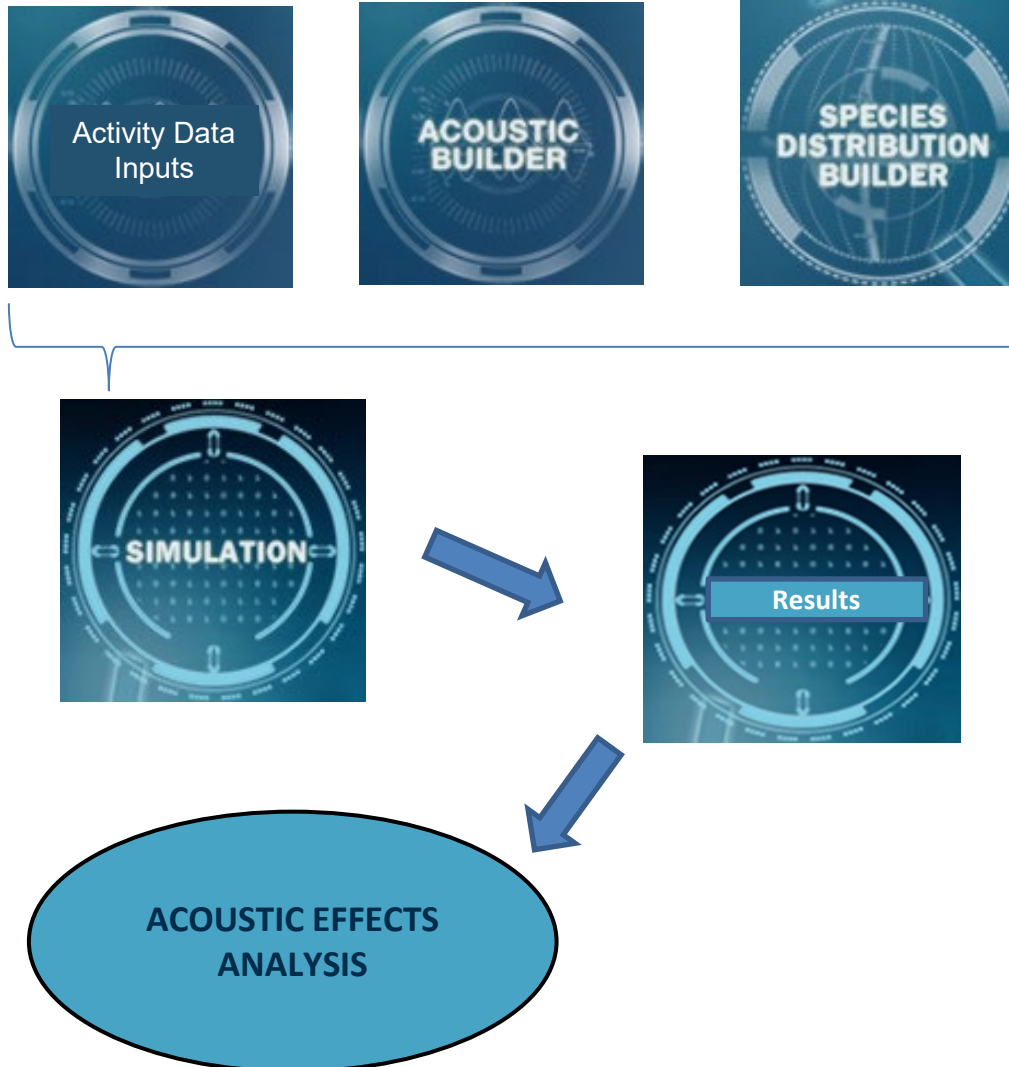 Activity Data
Inputs
ACOUSTIC
BUILDER
SPECIES
DISTRIBUTION
BUILDER
SIMULATION
Results
ACOUSTIC EFFECTS
ANALYSIS